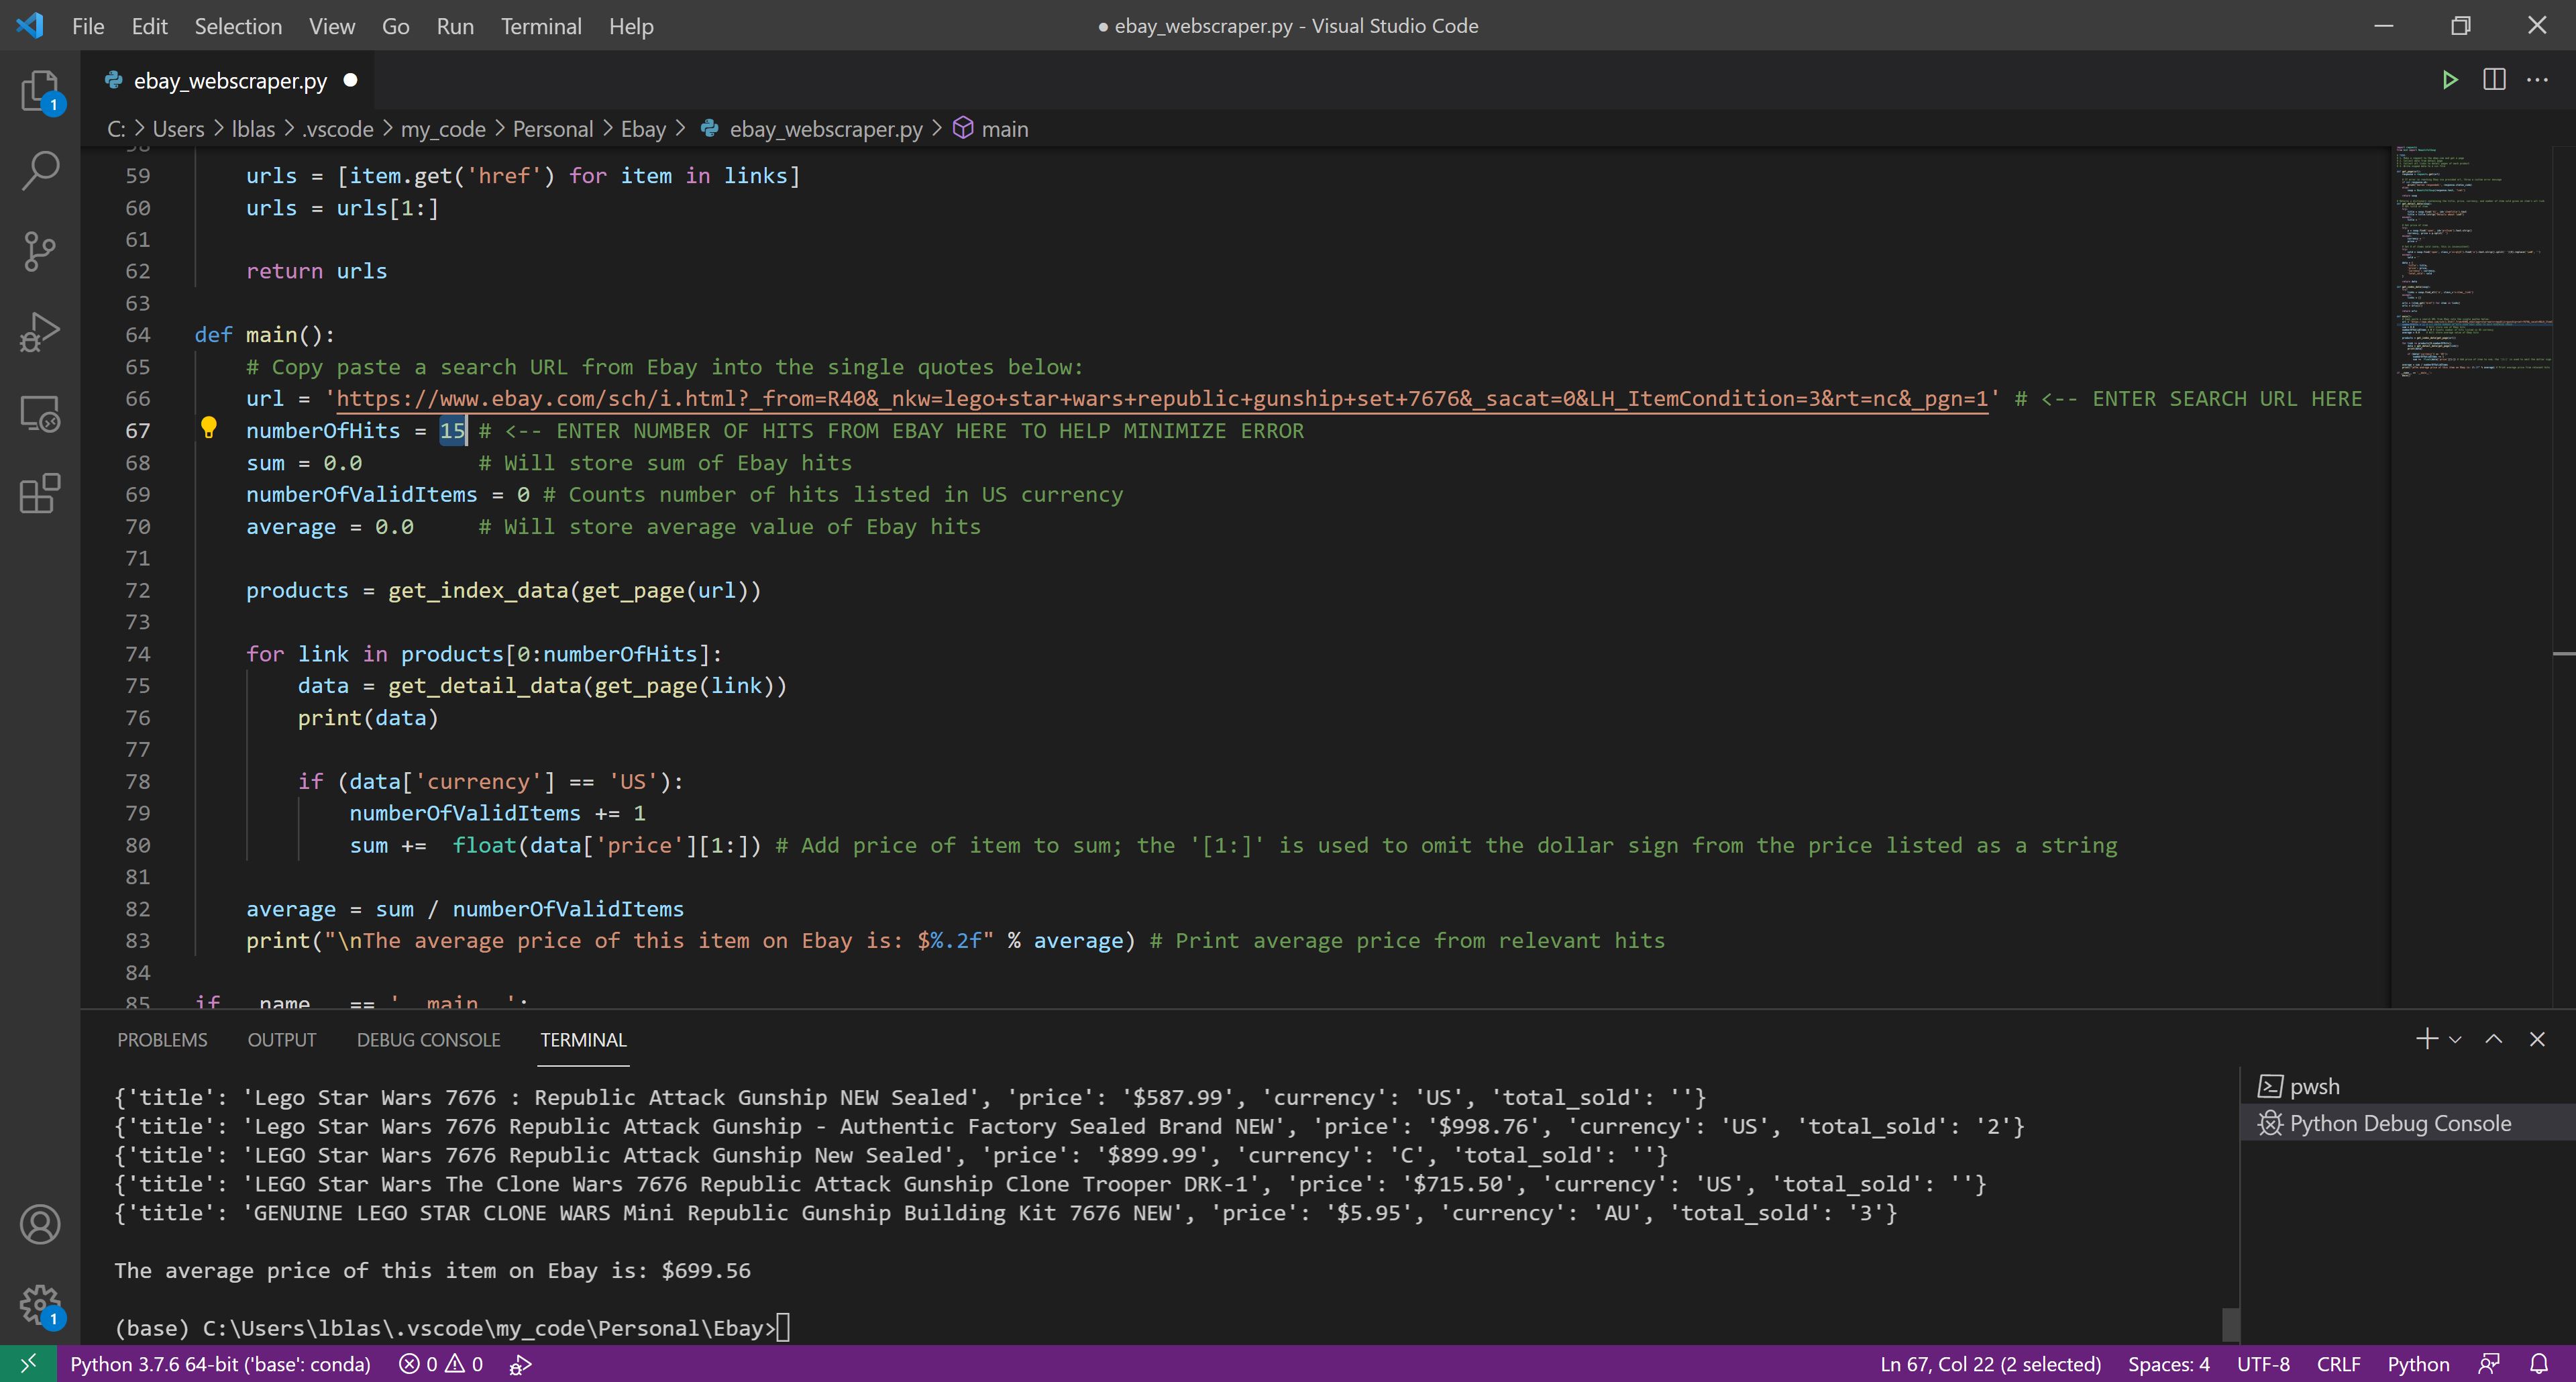 File Edit Selection View Go Run Terminal Help
● ebay_webscraper.py - Visual Studio Code
1
ebay_webscraper.py
C: > Users > lblas > .vscode > my_code > Personal > Ebay > ebay_webscraper.py > main
59 urls = [item.get('href') for item in links]
60 urls = urls[1:]
61
62 return urls
63
64 def main():
65 # Copy paste a search URL from Ebay into the single quotes below:
66 url = 'https://www.ebay.com/sch/i.html?_from=R40&_nkw=lego+star+wars+republic+gunship+set+7676&_sacat=0&LH_ItemCondition=3&rt=nc&_pgn=1' # <-- ENTER SEARCH URL HERE
67 numberOfHits = 15 # <-- ENTER NUMBER OF HITS FROM EBAY HERE TO HELP MINIMIZE ERROR
68 sum = 0.0 # Will store sum of Ebay hits
69 numberOfValidItems = 0 # Counts number of hits listed in US currency
70 average = 0.0 # Will store average value of Ebay hits
71
72 products = get_index_data(get_page(url))
73
74 for link in products[0:numberOfHits]:
75 data = get_detail_data(get_page(link))
76 print(data)
77
78 if (data['currency'] == 'US'):
79 numberOfValidItems += 1
80 sum += float(data['price'][1:]) # Add price of item to sum; the '[1:]' is used to omit the dollar sign from the price listed as a string
81
82 average = sum / numberOfValidItems
83 print("\nThe average price of this item on Ebay is: $%.2f" % average) # Print average price from relevant hits
84
85 if __name__ == '__main__':
PROBLEMS OUTPUT DEBUG CONSOLE TERMINAL
{'title': 'Lego Star Wars 7676 : Republic Attack Gunship NEW Sealed', 'price': '$587.99', 'currency': 'US', 'total_sold': ''}
{'title': 'Lego Star Wars 7676 Republic Attack Gunship - Authentic Factory Sealed Brand NEW', 'price': '$998.76', 'currency': 'US', 'total_sold': '2'}
{'title': 'LEGO Star Wars 7676 Republic Attack Gunship New Sealed', 'price': '$899.99', 'currency': 'C', 'total_sold': ''}
{'title': 'LEGO Star Wars The Clone Wars 7676 Republic Attack Gunship Clone Trooper DRK-1', 'price': '$715.50', 'currency': 'US', 'total_sold': ''}
{'title': 'GENUINE LEGO STAR CLONE WARS Mini Republic Gunship Building Kit 7676 NEW', 'price': '$5.95', 'currency': 'AU', 'total_sold': '3'}
The average price of this item on Ebay is: $699.56
(base) C:\Users\lblas\.vscode\my_code\Personal\Ebay>
pwsh
Python Debug Console
1
Python 3.7.6 64-bit ('base': conda) 0 0
Ln 67, Col 22 (2 selected) Spaces: 4 UTF-8 CRLF Python